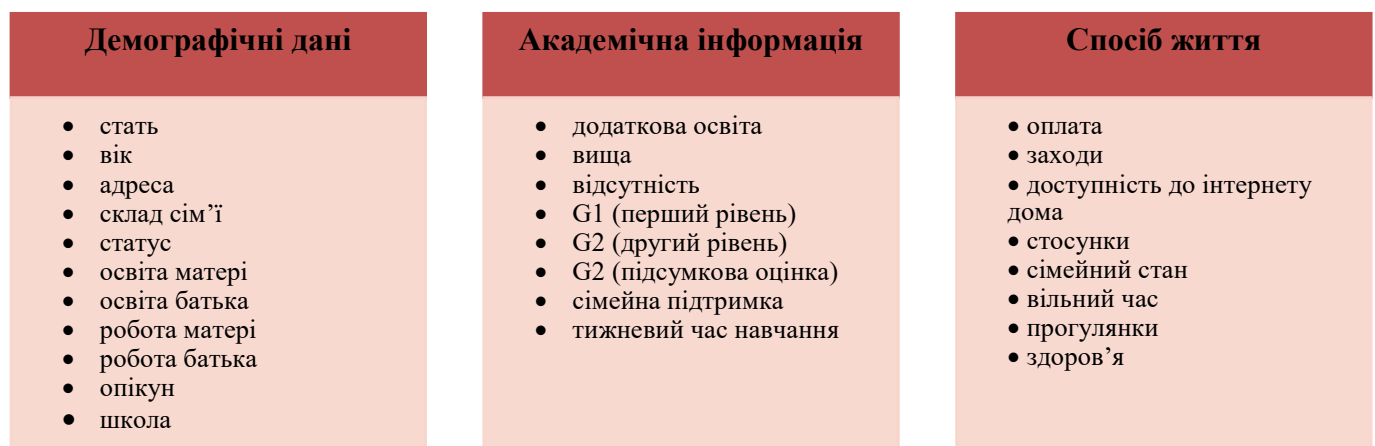 Демографічні дані
• стать
• вік
• адреса
• склад сім’ї
• статус
• освіта матері
• освіта батька
• робота матері
• робота батька
• опікун
• школа
Академічна інформація
• додаткова освіта
• вища
• відсутність
• G1 (перший рівень)
• G2 (другий рівень)
• G2 (підсумкова оцінка)
• сімейна підтримка
• тижневий час навчання
Спосіб життя
• оплата
• заходи
• доступність до інтернету
дома
• стосунки
• сімейний стан
• вільний час
• прогулянки
• здоров’я